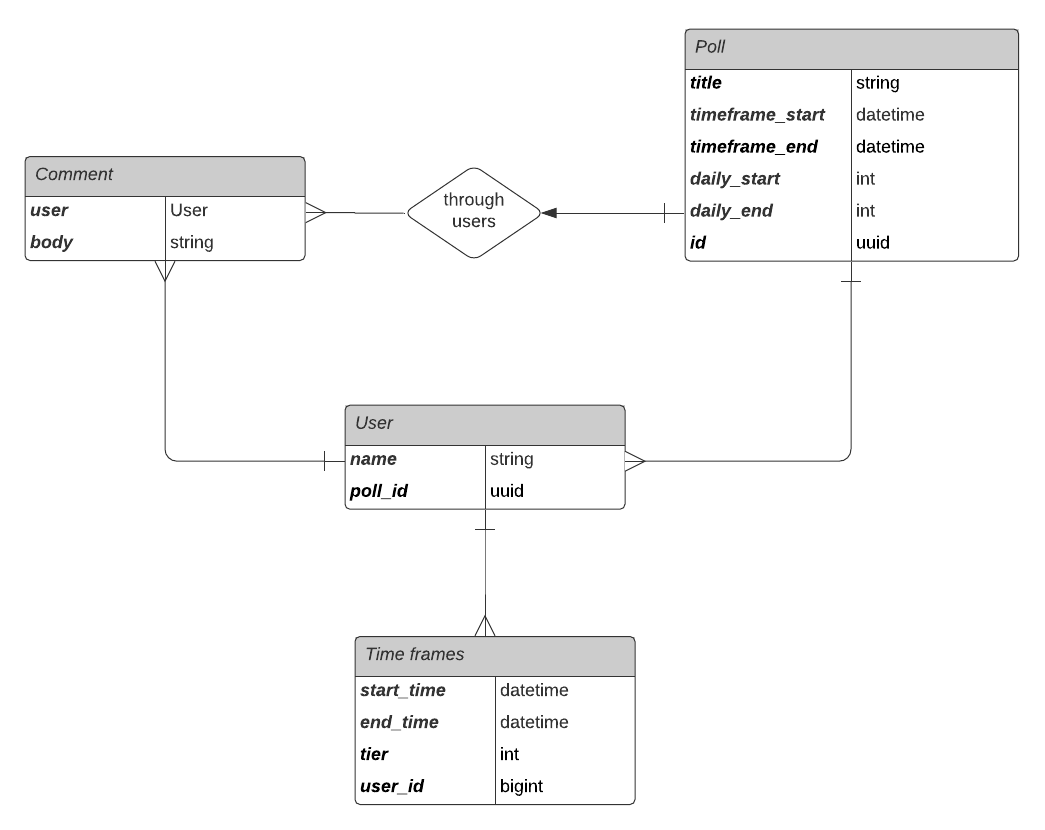 Poll
title string
timeframe_start datetime
timeframe_end datetime
daily_start int
daily_end int
id uuid
Comment
user User
body string
through
users
User
name string
poll_id uuid
Time frames
start_time datetime
end_time datetime
tier int
user_id bigint